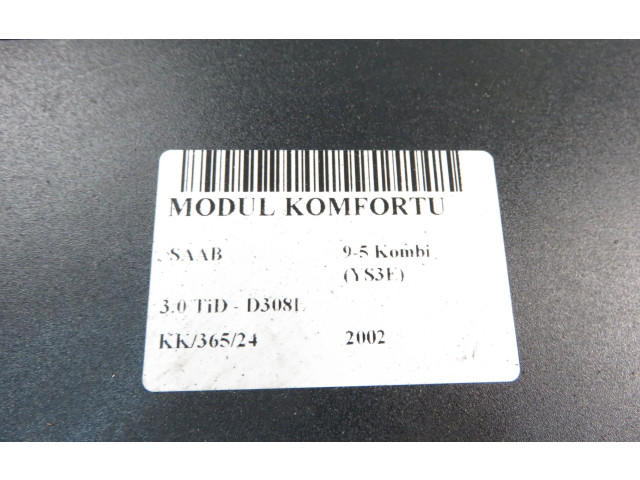 MODUL KOMFORTU
SAAB 9-5 Kombi
(YS3E)
3.0 TiD - D308L
KK/365/24 2002